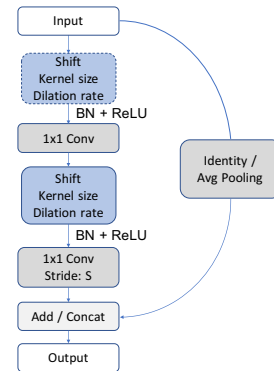 Input
Shift
Kernel size
Dilation rate
BN + ReLU
1x1 Conv
Shift
Kernel size
Dilation rate
BN + ReLU
1x1 Conv
Stride: S
Add / Concat
Output
Identity /
Avg Pooling